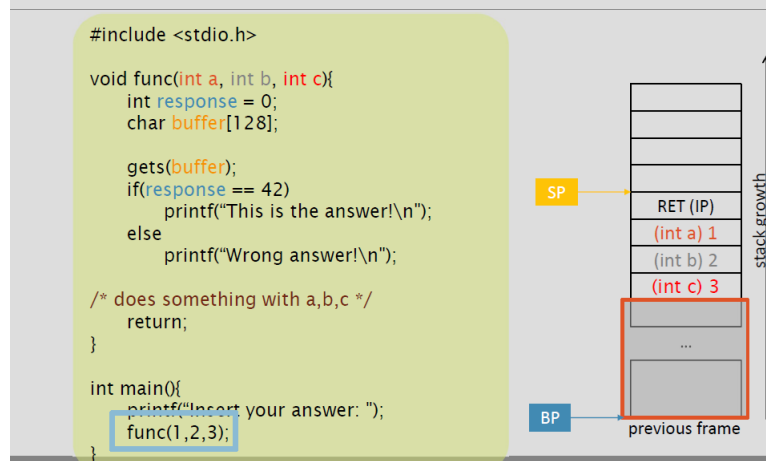 #include <stdio.h>
void func(int a, int b, int c){
int response = 0;
char buffer[128];
gets(buffer);
if(response == 42)
printf(“This is the answer!\n");
else
printf(“Wrong answer!\n");
/* does something with a,b,c */
return;
}
int main(){
printf(“Insert your answer: ");
func(1,2,3);
}
SP
BP
RET (IP)
(int a) 1
(int b) 2
(int c) 3
...
previous frame
stack growth